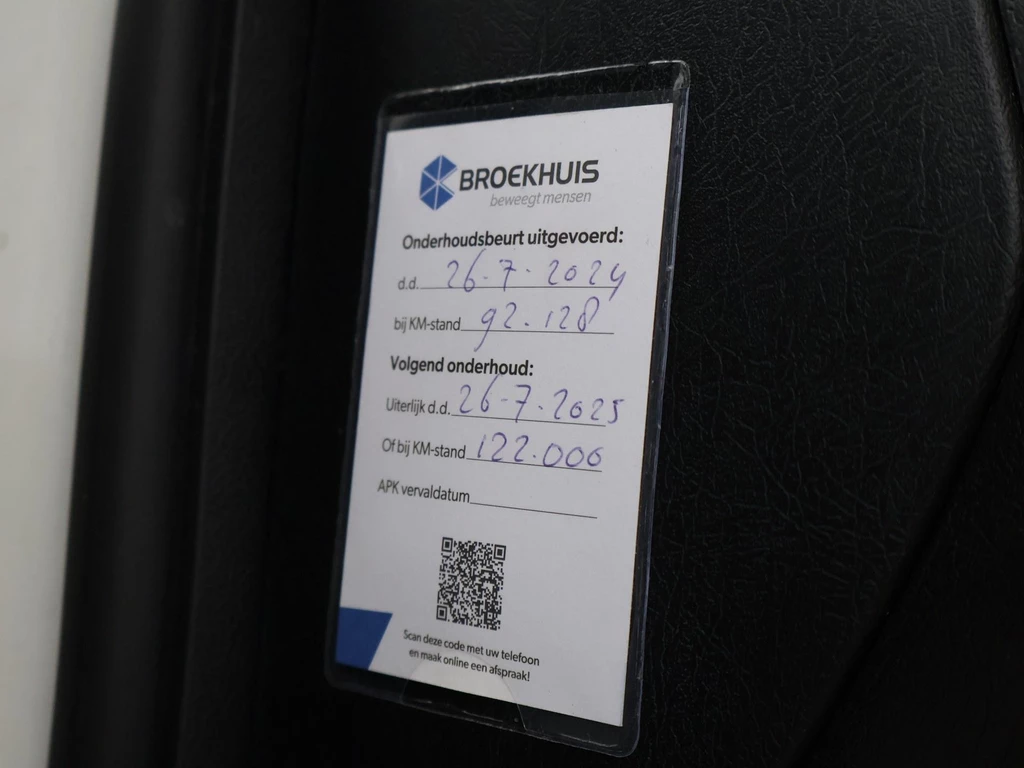 BROEKHUIS
beweegt mensen
Onderhoudsbeurt uitgevoerd:
d.d. 26-7-2024
bij KM-stand 92.128
Volgend onderhoud:
Uiterlijk d.d. 26-7-2025
Of bij KM-stand 122.000
APK vervaldatum
Scan deze code met uw telefoon
en maak online een afspraak!